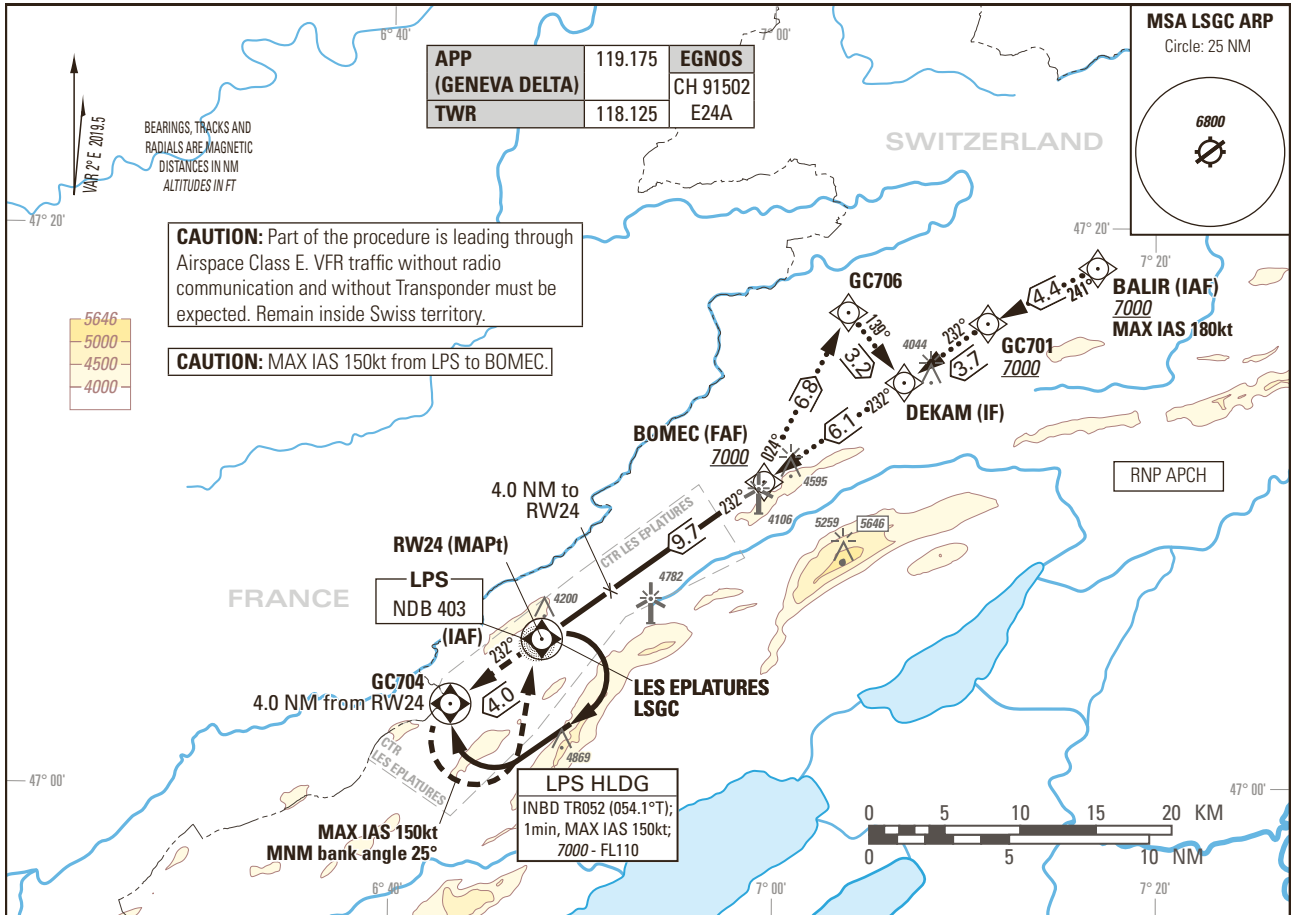 6° 40'
7° 00'
MSA LSGC ARP
Circle: 25 NM
6800
APP
(GENEVA DELTA)
119.175
EGNOS
CH 91502
E24A
TWR
118.125
VAR 2° E 2019.5
BEARINGS, TRACKS AND
RADIALS ARE MAGNETIC
DISTANCES IN NM
ALTITUDES IN FT
SWITZERLAND
47° 20'
47° 20'
7° 20'
CAUTION: Part of the procedure is leading through
Airspace Class E. VFR traffic without radio
communication and without Transponder must be
expected. Remain inside Swiss territory.
CAUTION: MAX IAS 150kt from LPS to BOMEC.
5646
5000
4500
4000
GC706
4.4
241°
BALIR (IAF)
7000
MAX IAS 180kt
139°
3.2
232°
4044
3.7
GC701
7000
6.8
232°
DEKAM (IF)
6.1
BOMEC (FAF)
7000
024°
4595
232°
4106
RNP APCH
4.0 NM to
RW24
CTR LES EPLATURES
9.7
5259
5646
RW24 (MAPt)
LPS
NDB 403
(IAF)
4200
4782
FRANCE
232°
GC704
4.0 NM from RW24
4.0
LES EPLATURES
LSGC
CTR
LES EPLATURES
4869
47° 00'
47° 00'
LPS HLDG
INBD TR052 (054.1°T);
1min, MAX IAS 150kt;
7000 - FL110
MAX IAS 150kt
MNM bank angle 25°
0 5 10 15 20 KM
0 5 10 NM
6° 40'
7° 00'
7° 20'